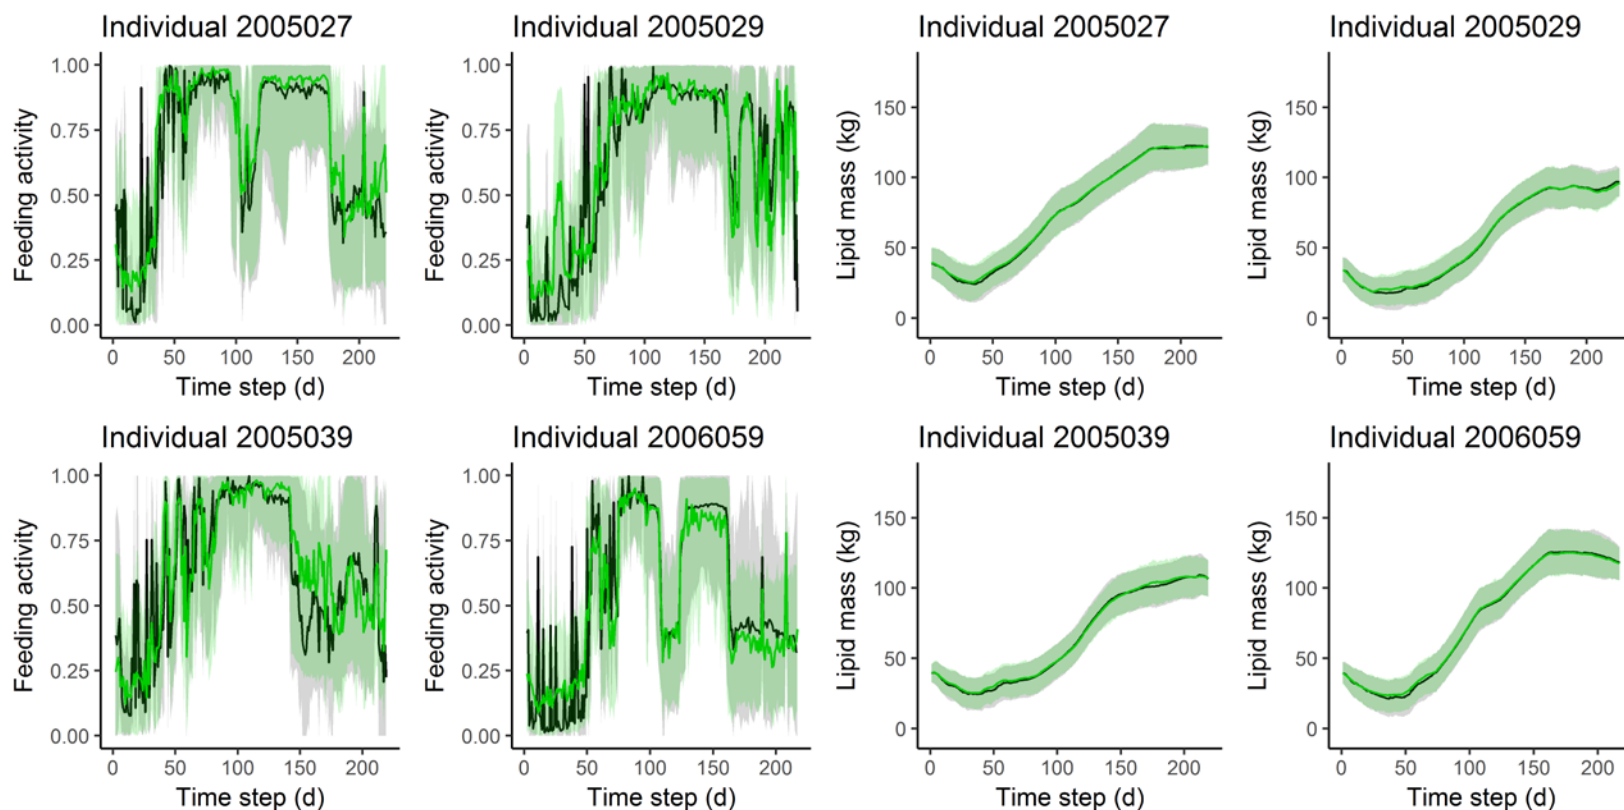 Individual 2005027
Individual 2005029
Individual 2005027
Individual 2005029
Feeding activity
1.00
0.75
0.50
0.25
0.00
0 50 100 150 200
Time step (d)
Feeding activity
1.00
0.75
0.50
0.25
0.00
0 50 100 150 200
Time step (d)
Lipid mass (kg)
150
100
50
0
0 50 100 150 200
Time step (d)
Lipid mass (kg)
150
100
50
0
0 50 100 150 200
Time step (d)
Individual 2005039
Individual 2006059
Individual 2005039
Individual 2006059
Feeding activity
1.00
0.75
0.50
0.25
0.00
0 50 100 150 200
Time step (d)
Feeding activity
1.00
0.75
0.50
0.25
0.00
0 50 100 150 200
Time step (d)
Lipid mass (kg)
150
100
50
0
0 50 100 150 200
Time step (d)
Lipid mass (kg)
150
100
50
0
0 50 100 150 200
Time step (d)